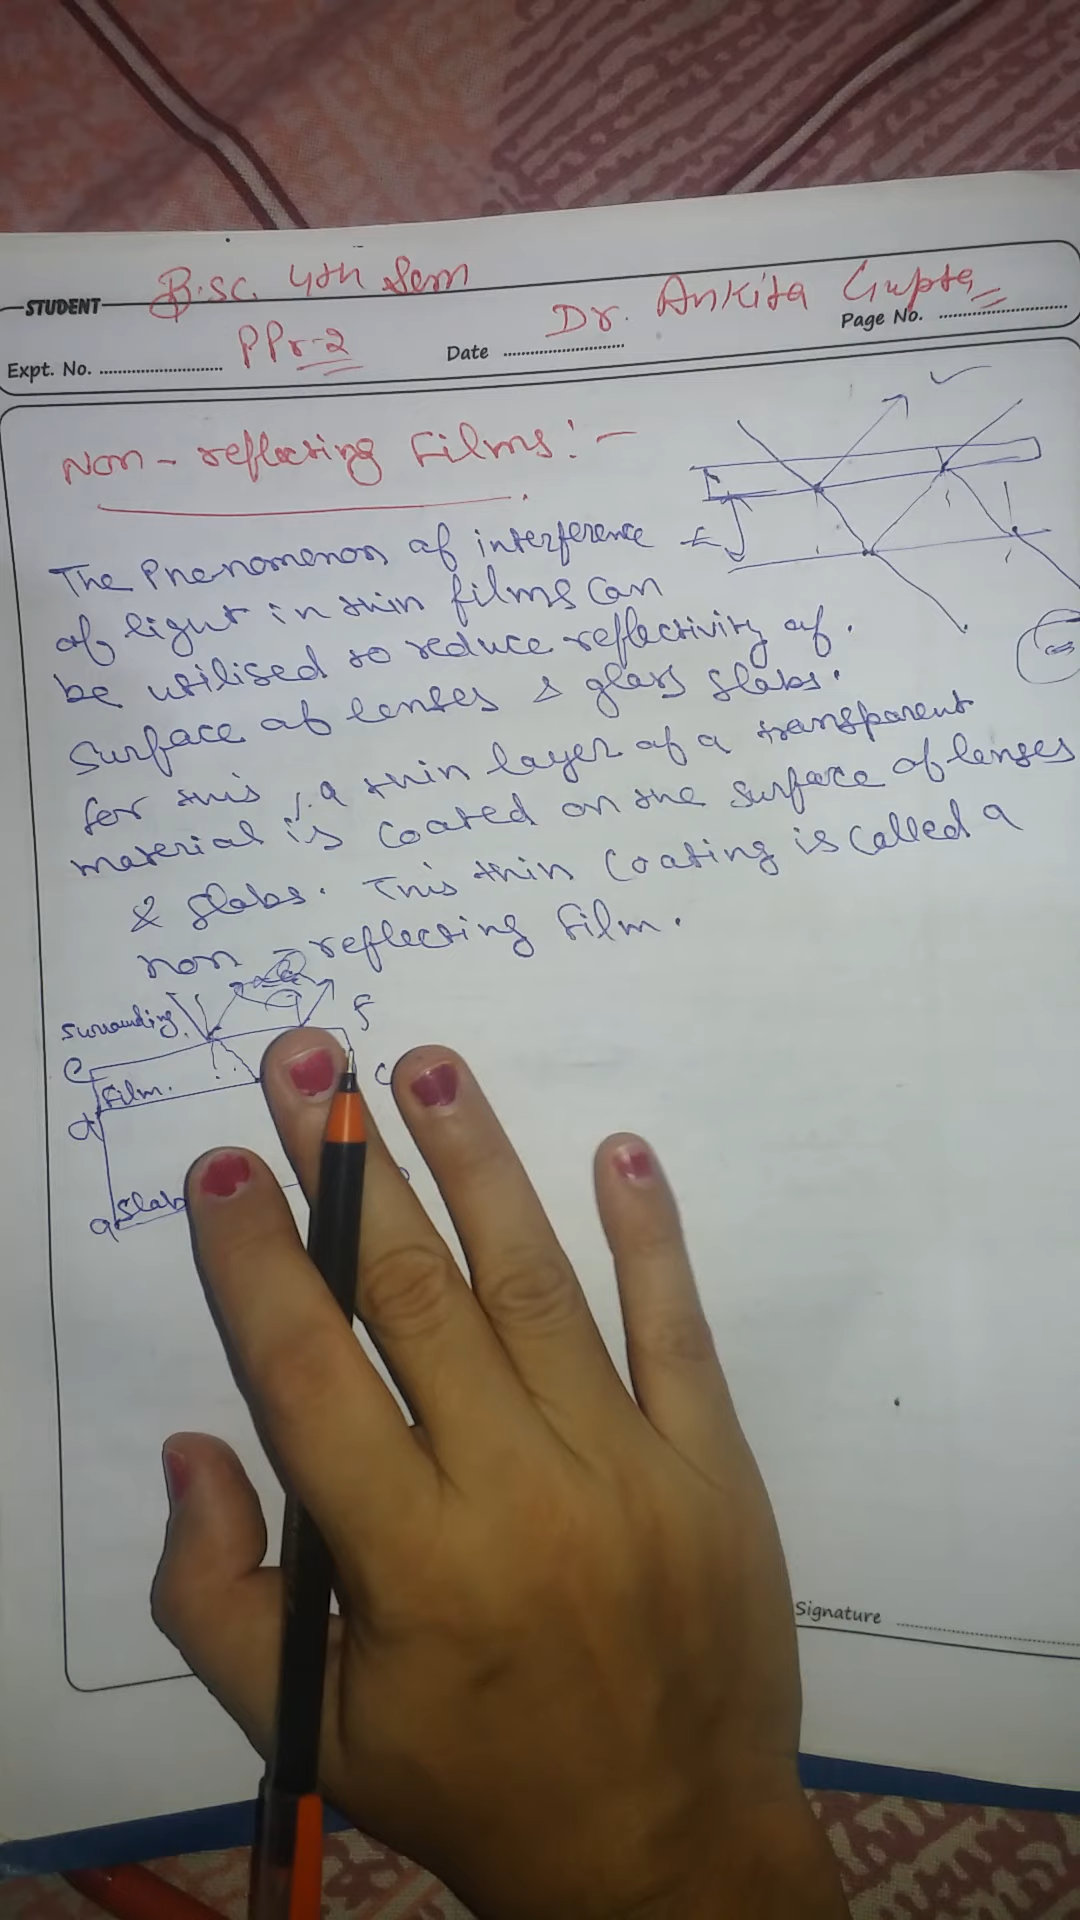 B.sc. 4th Sem
STUDENT
PPr-2
Dr. Ankita Gupta
Expt. No. ..........................
Date ..........................
Page No. ..........................
Non-reflecting Films:-
The Phenomenon of interference
of light in thin films can
be utilised to reduce reflectivity of.
Surface of lenses & glass slabs.
for this, a thin layer of a transparent
material is coated on the surface of lenses
& slabs. This thin coating is called a
non-reflecting film.
t
Surrounding
e
f
film.
c
d
Slab
a
Signature ..........................